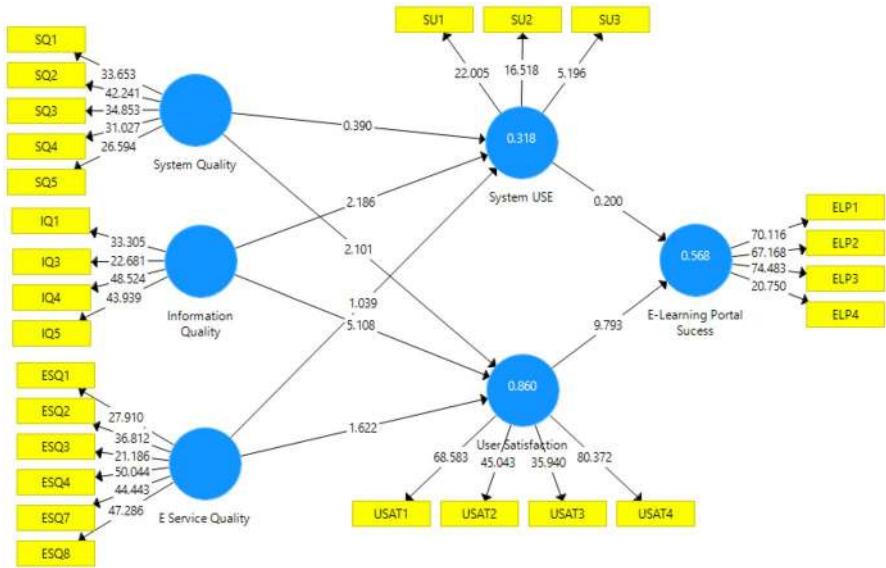 SU1
SU2
SU3
SQ1
SQ2
SQ3
SQ4
SQ5
33.653
42.241
34.853
31.027
26.594
System Quality
22.005
16.518
5.196
0.318
System USE
0.390
2.186
2.101
1.039
5.108
1.622
IQ1
IQ3
IQ4
IQ5
33.305
22.681
48.524
43.939
Information
Quality
0.200
9.793
0.568
E-Learning Portal
Sucess
70.116
67.168
74.483
20.750
ELP1
ELP2
ELP3
ELP4
ESQ1
ESQ2
ESQ3
ESQ4
ESQ7
ESQ8
27.910
36.812
21.186
50.044
44.443
47.286
E Service Quality
0.860
User Satisfaction
68.583
45.043
35.940
80.372
USAT1
USAT2
USAT3
USAT4